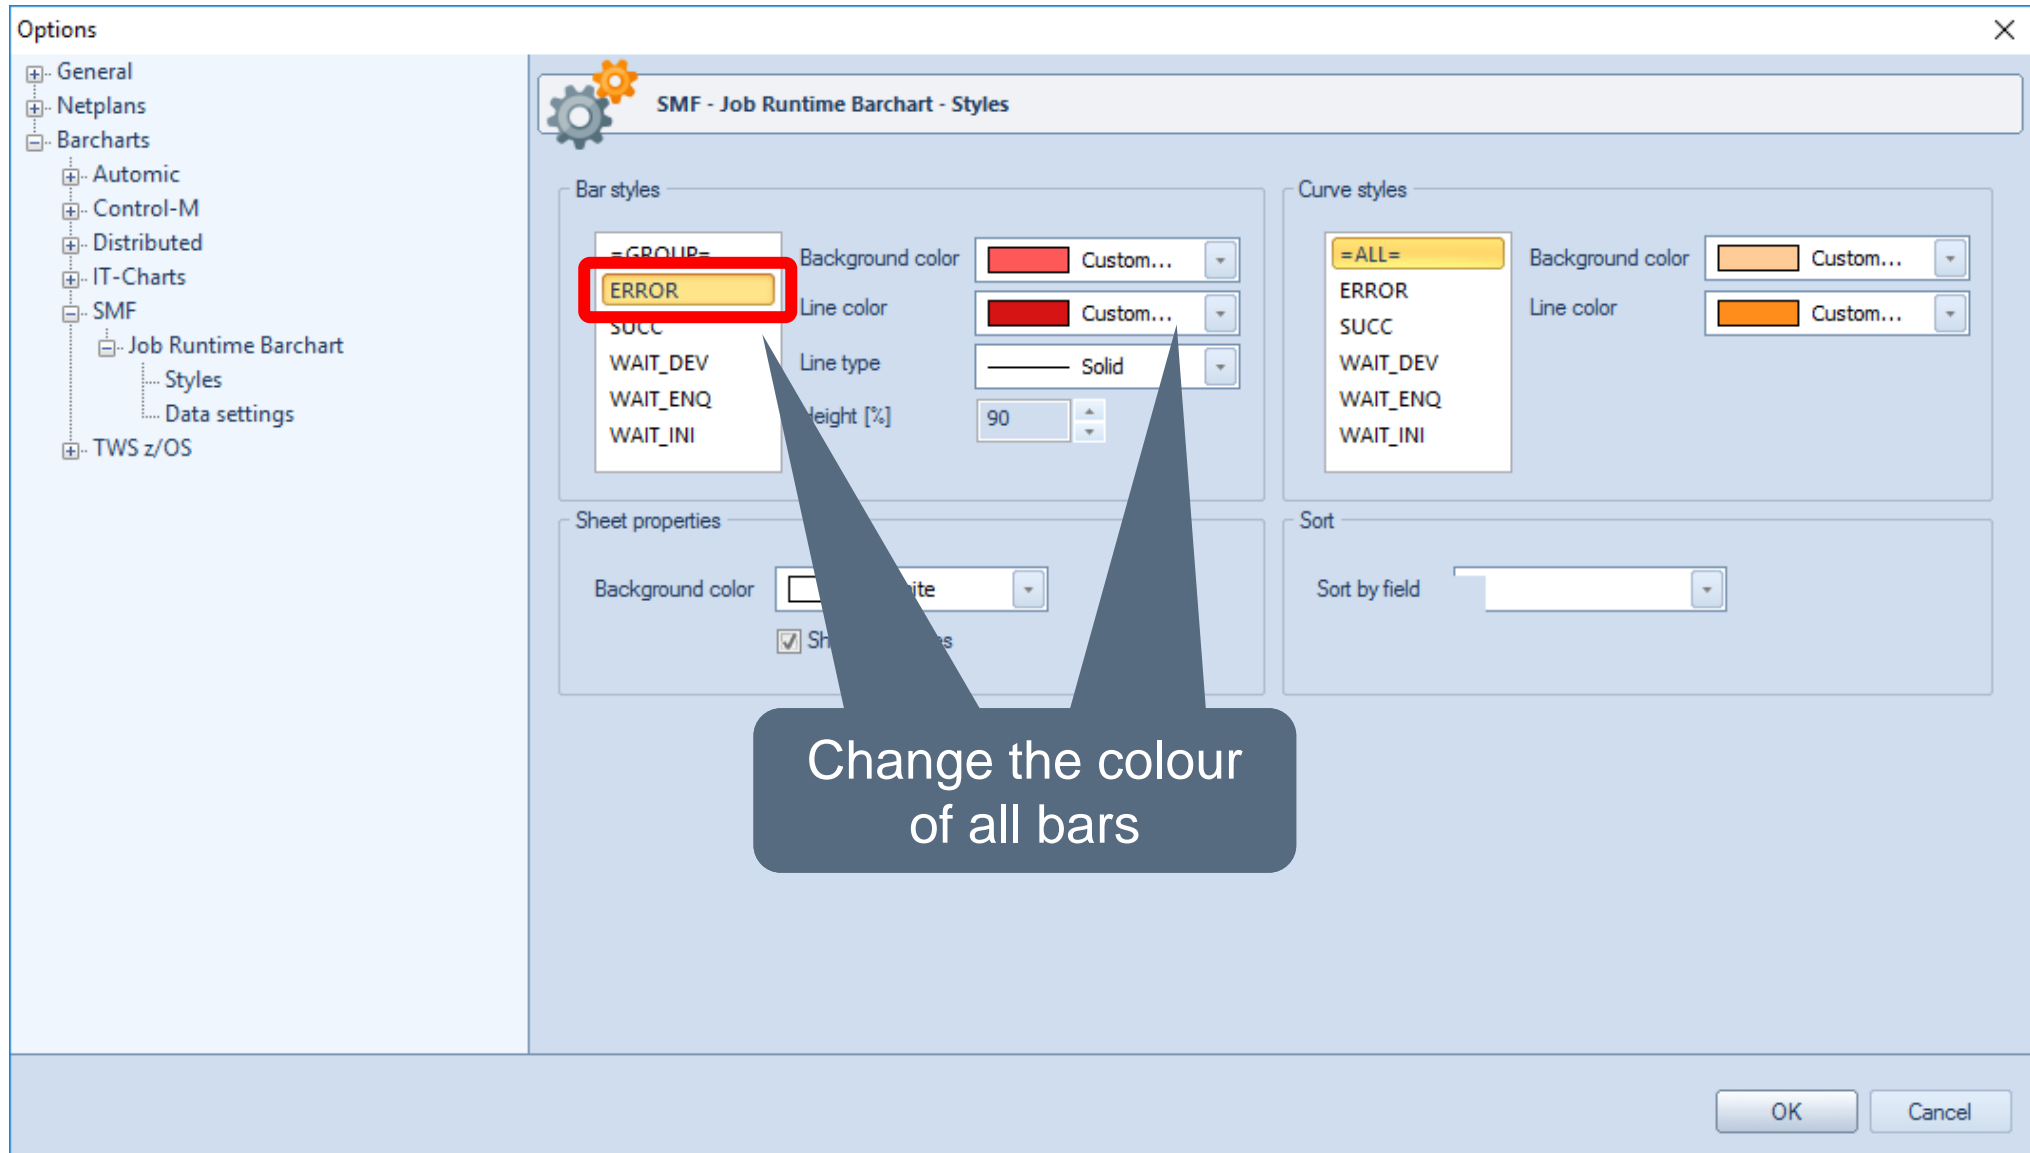 Options
General
Netplans
Barcharts
Automic
Control-M
Distributed
IT-Charts
SMF
Job Runtime Barchart
Styles
Data settings
TWS z/OS
SMF - Job Runtime Barchart - Styles
Bar styles
=GROUP=
ERROR
SUCC
WAIT_DEV
WAIT_ENQ
WAIT_INI
Background color Custom...
Line color Custom...
Line type Solid
Height [%] 90
Curve styles
=ALL=
ERROR
SUCC
WAIT_DEV
WAIT_ENQ
WAIT_INI
Background color Custom...
Line color Custom...
Sheet properties
Background color
Sort
Sort by field
Change the colour
of all bars
OK Cancel